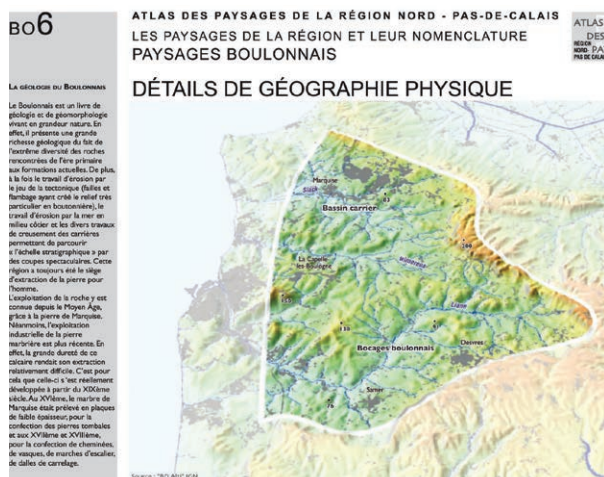 BO6
ATLAS DES PAYSAGES DE LA RÉGION NORD - PAS-DE-CALAIS
LES PAYSAGES DE LA RÉGION ET LEUR NOMENCLATURE
PAYSAGES BOULONNAIS
ATLAS
DES
RÉGION
NORD- PA
PAS DE CALAI
DÉTAILS DE GÉOGRAPHIE PHYSIQUE
LA GÉOLOGIE DU BOULONNAIS
Le Boulonnais est un livre de
géologie et de géomorphologie
vivant en grandeur nature. En
effet, il présente une grande
richesse géologique du fait de
l'extrême diversité des roches
rencontrées de l'ère primaire
aux formations actuelles. De plus,
à la fois le travail d'érosion par
le jeu de la tectonique (failles et
flambage ayant créé le relief très
particulier en boutonnière), le
travail d'érosion par la mer en
milieu côtier et les divers travaux
de creusement des carrières
permettent de parcourir
« l'échelle stratigraphique » par
des coupes spectaculaires. Cette
région a toujours été le siège
d'extraction de la pierre pour
l'homme.
L'exploitation de la roche y est
connue depuis le Moyen Âge,
grâce à la pierre de Marquise.
Néanmoins, l'exploitation
industrielle de la pierre
marbrière est plus récente. En
effet, la grande dureté de ce
calcaire rendait son extraction
relativement difficile. C'est pour
cela que celle-ci s'est réellement
développée à partir du XIXème
siècle. Au XVIème, le marbre de
Marquise était prélevé en plaques
de faible épaisseur, pour la
confection des pierres tombales
et aux XVIIème et XVIIIème,
pour la confection de cheminées,
de vasques, de marches d'escalier,
de dalles de carrelage.
Marquise
Slack
83
Bassin carrier
La Capelle
les Boulogne
Wimereux
Liane
Bocages boulonnais
Desvres
Samer
76